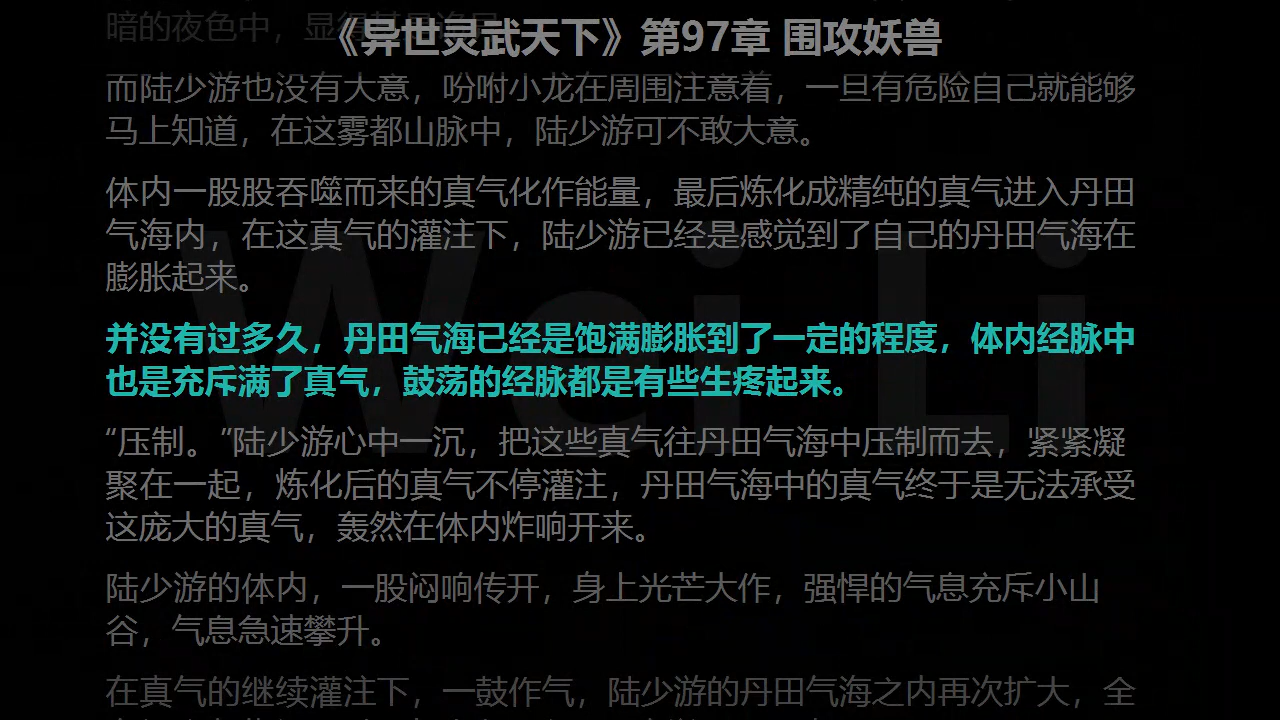 《异世灵武天下》第97章 围攻妖兽
暗的夜色中，显得
而陆少游也没有大意，吩咐小龙在周围注意着，一旦有危险自己就能够
马上知道，在这雾都山脉中，陆少游可不敢大意。
体内一股股吞噬而来的真气化作能量，最后炼化成精纯的真气进入丹田
气海内，在这真气的灌注下，陆少游已经是感觉到了自己的丹田气海在
膨胀起来。
并没有过多久，丹田气海已经是饱满膨胀到了一定的程度，体内经脉中
也是充斥满了真气，鼓荡的经脉都是有些生疼起来。
“压制。”陆少游心中一沉，把这些真气往丹田气海中压制而去，紧紧凝
聚在一起，炼化后的真气不停灌注，丹田气海中的真气终于是无法承受
这庞大的真气，轰然在体内炸响开来。
陆少游的体内，一股闷响传开，身上光芒大作，强悍的气息充斥小山
谷，气息急速攀升。
在真气的继续灌注下，一鼓作气，陆少游的丹田气海之内再次扩大，全
Wei Li